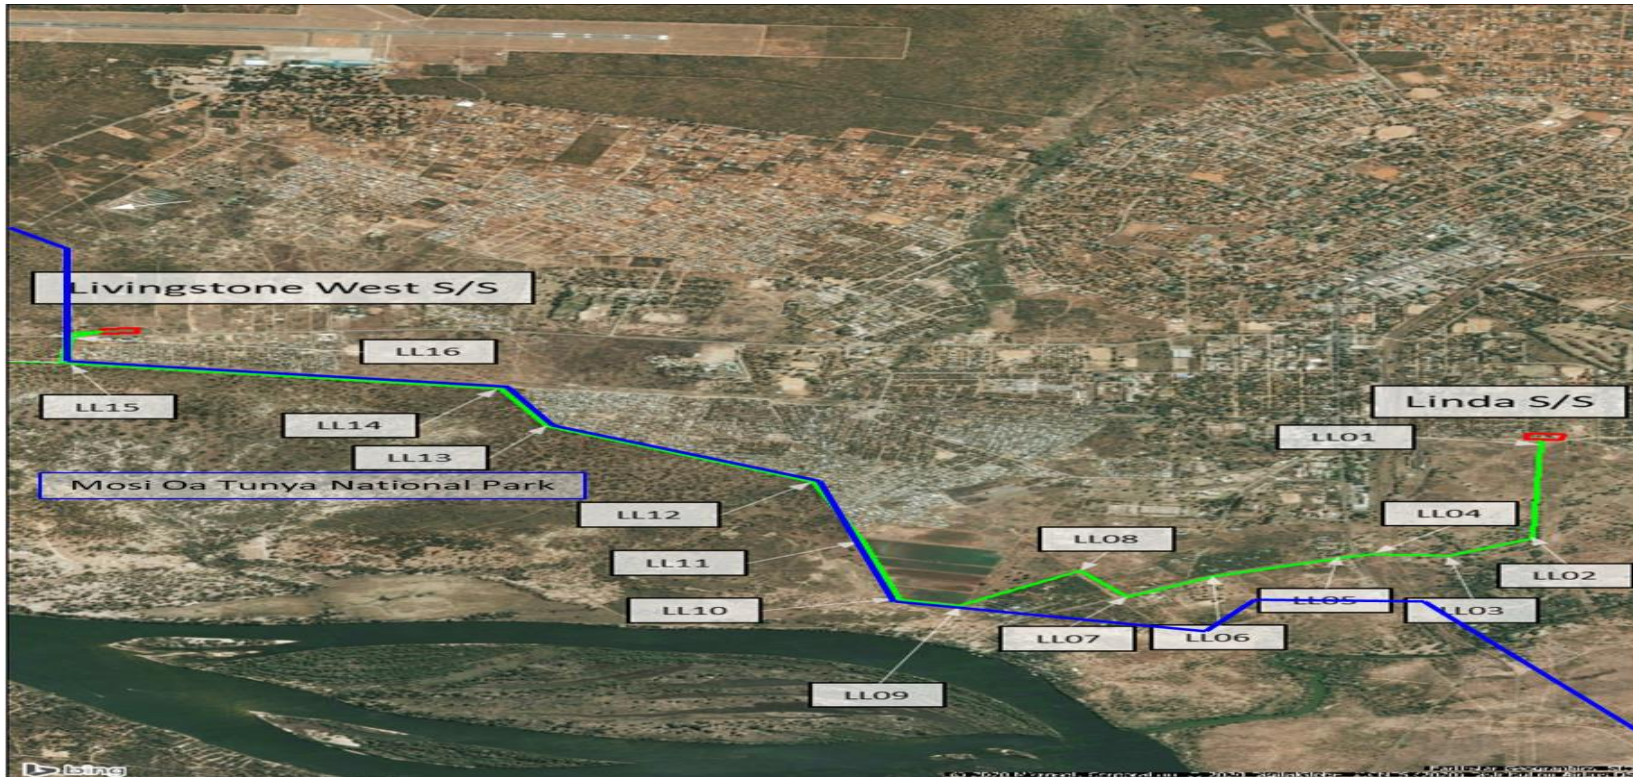 Livingstone West S/S
LL16
LL15
LL14
LL13
Mosi Oa Tunya National Park
LL12
LL11
LL10
LL09
LL08
LL07
LL06
LL05
LL04
LL03
LL02
LL01
Linda S/S
bing